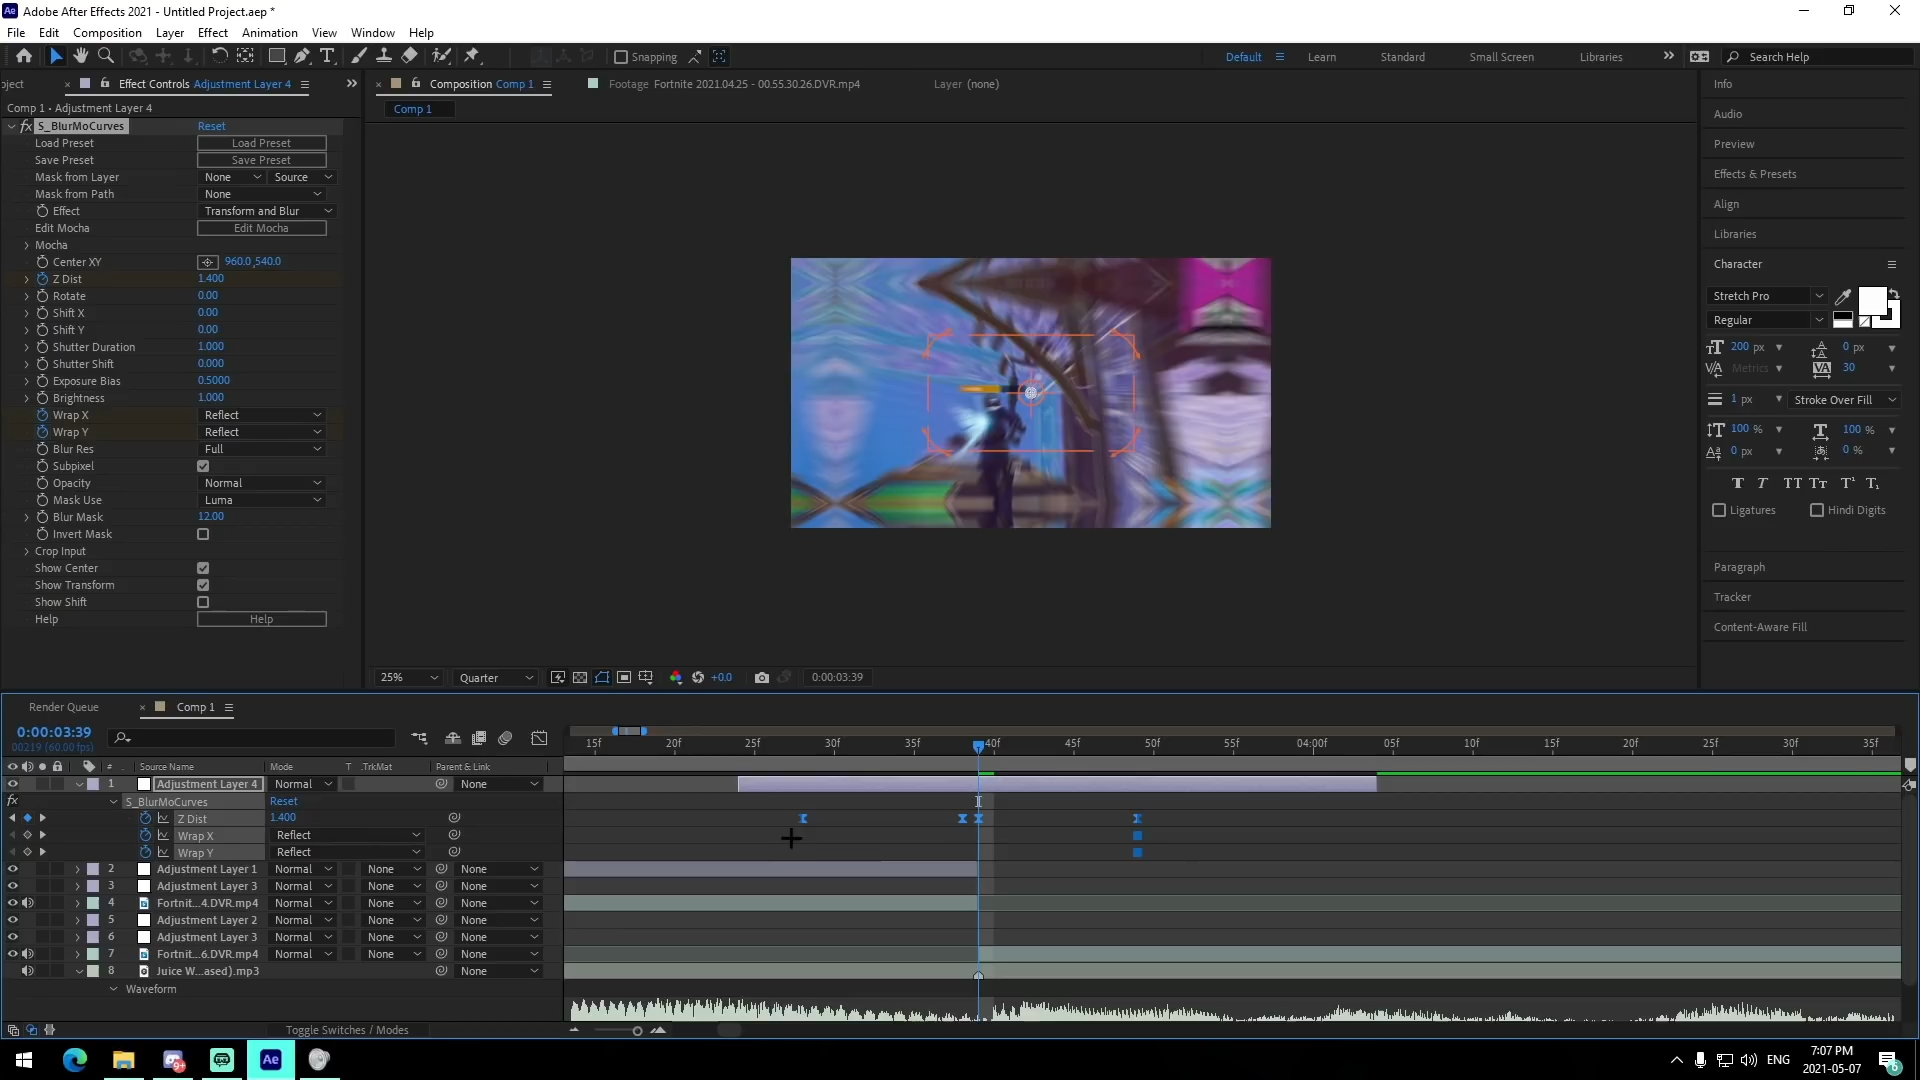 Adobe After Effects 2021 - Untitled Project.aep *
File Edit Composition Layer Effect Animation View Window Help
Snapping
Default Learn Standard Small Screen Libraries Search Help
oject Effect Controls Adjustment Layer 4
Composition Comp 1 Footage Fortnite 2021.04.25 - 00.55.30.26.DVR.mp4 Layer (none)
Comp 1 • Adjustment Layer 4
Comp 1
fx S_BlurMoCurves Reset
Load Preset Load Preset
Save Preset Save Preset
Mask from Layer None Source
Mask from Path None
Effect Transform and Blur
Edit Mocha Edit Mocha
Mocha
Center XY 960.0,540.0
Z Dist 1.400
Rotate 0.00
Shift X 0.00
Shift Y 0.00
Shutter Duration 1.000
Shutter Shift 0.000
Exposure Bias 0.5000
Brightness 1.000
Wrap X Reflect
Wrap Y Reflect
Blur Res Full
Subpixel
Opacity Normal
Mask Use Luma
Blur Mask 12.00
Invert Mask
Crop Input
Show Center
Show Transform
Show Shift
Help Help
Info
Audio
Preview
Effects & Presets
Align
Libraries
Character
Stretch Pro
Regular
200 px 0 px
Metrics 30
1 px Stroke Over Fill
100 % 100 %
0 px 0 %
T T TT Tt T¹ T₁
Ligatures Hindi Digits
Paragraph
Tracker
Content-Aware Fill
25% Quarter +0.0 0:00:03:39
Render Queue Comp 1
0:00:03:39
00219 (60.00 fps)
15f 20f 25f 30f 35f 40f 45f 50f 55f 04:00f 05f 10f 15f 20f 25f 30f 35f
# Source Name Mode T .TrkMat Parent & Link
1 Adjustment Layer 4 Normal None
fx S_BlurMoCurves Reset
Z Dist 1.400
Wrap X Reflect
Wrap Y Reflect
2 Adjustment Layer 1 Normal None None
3 Adjustment Layer 3 Normal None None
4 Fortnit...4.DVR.mp4 Normal None None
5 Adjustment Layer 2 Normal None None
6 Adjustment Layer 3 Normal None None
7 Fortnit...6.DVR.mp4 Normal None None
8 Juice W...ased).mp3 None
Waveform
Toggle Switches / Modes
Ae
9+
ENG
7:07 PM
2021-05-07
6